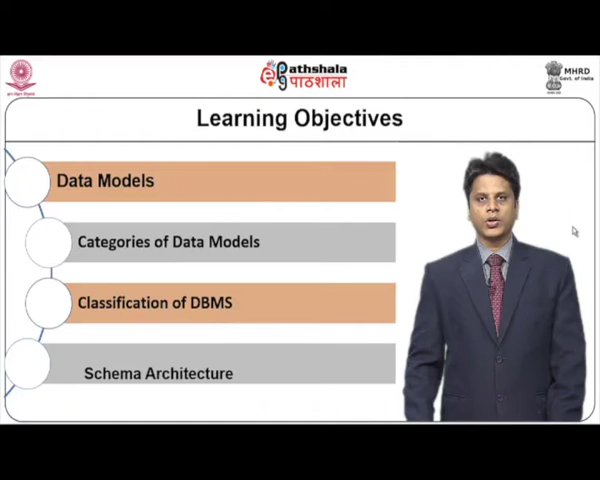 ePathshala
पाठशाला
MHRD
Govt. of India
Learning Objectives
Data Models
Categories of Data Models
Classification of DBMS
Schema Architecture